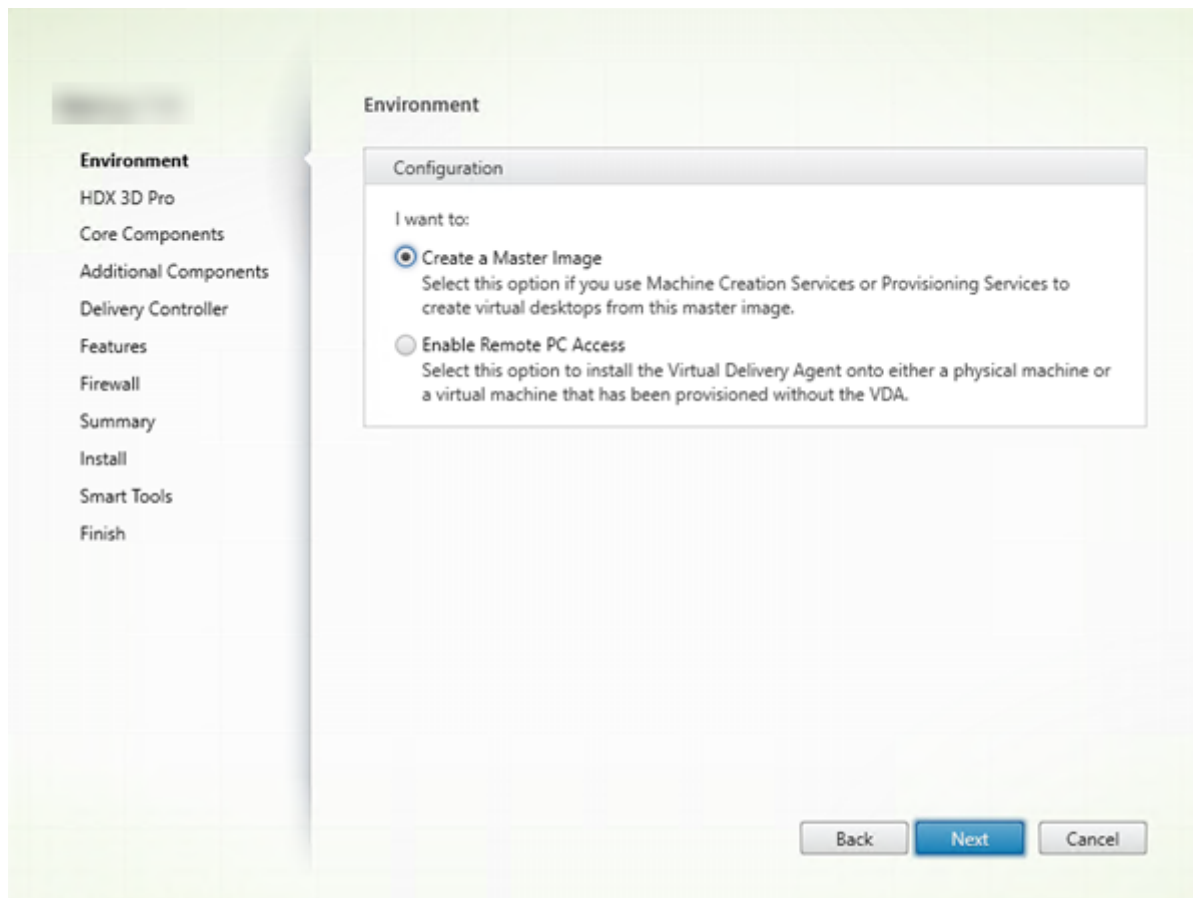 Environment
HDX 3D Pro
Core Components
Additional Components
Delivery Controller
Features
Firewall
Summary
Install
Smart Tools
Finish
Environment
Configuration
I want to:
Create a Master Image
Select this option if you use Machine Creation Services or Provisioning Services to
create virtual desktops from this master image.
Enable Remote PC Access
Select this option to install the Virtual Delivery Agent onto either a physical machine or
a virtual machine that has been provisioned without the VDA.
Back
Next
Cancel